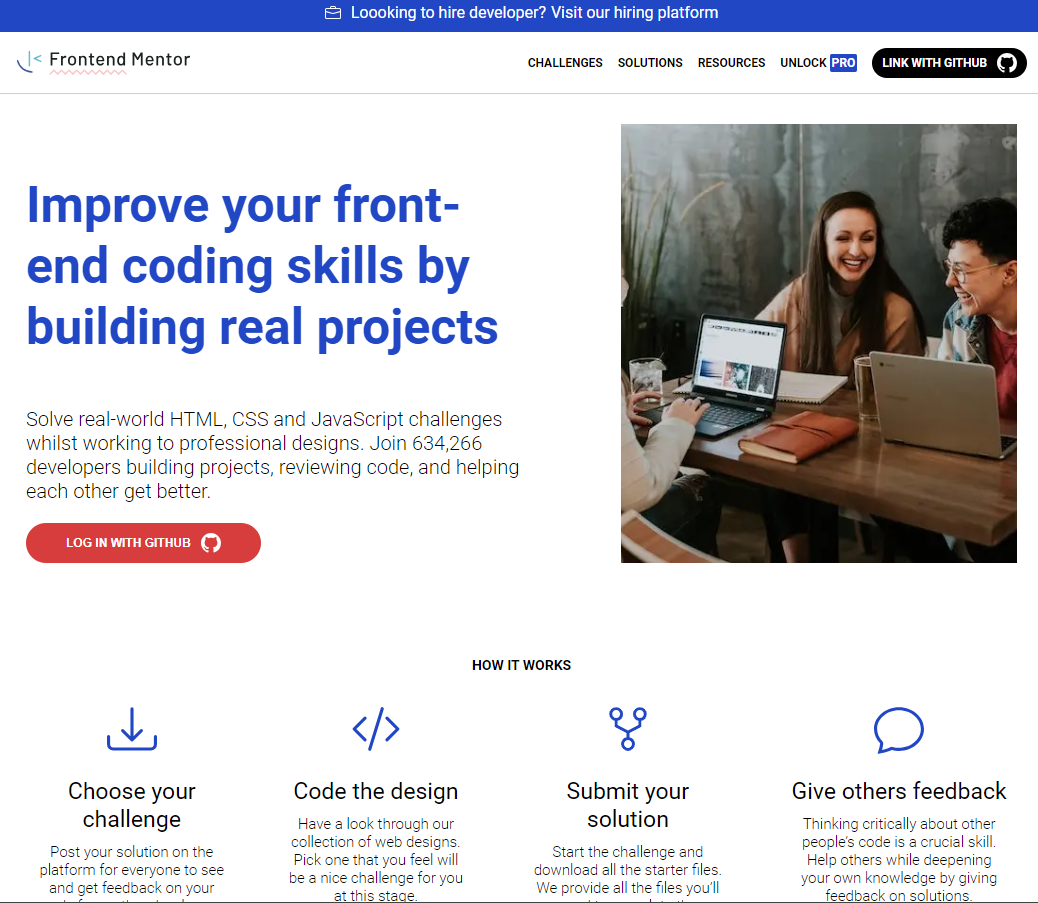 Loooking to hire developer? Visit our hiring platform
Frontend Mentor
CHALLENGES
SOLUTIONS
RESOURCES
UNLOCK PRO
LINK WITH GITHUB
Improve your front-
end coding skills by
building real projects
Solve real-world HTML, CSS and JavaScript challenges
whilst working to professional designs. Join 634,266
developers building projects, reviewing code, and helping
each other get better.
LOG IN WITH GITHUB
HOW IT WORKS
Choose your
challenge
Post your solution on the
platform for everyone to see
and get feedback on your
Code the design
Have a look through our
collection of web designs.
Pick one that you feel will
be a nice challenge for you
at this stage.
Submit your
solution
Start the challenge and
download all the starter files.
We provide all the files you'll
Give others feedback
Thinking critically about other
people's code is a crucial skill.
Help others while deepening
your own knowledge by giving
feedback on solutions.